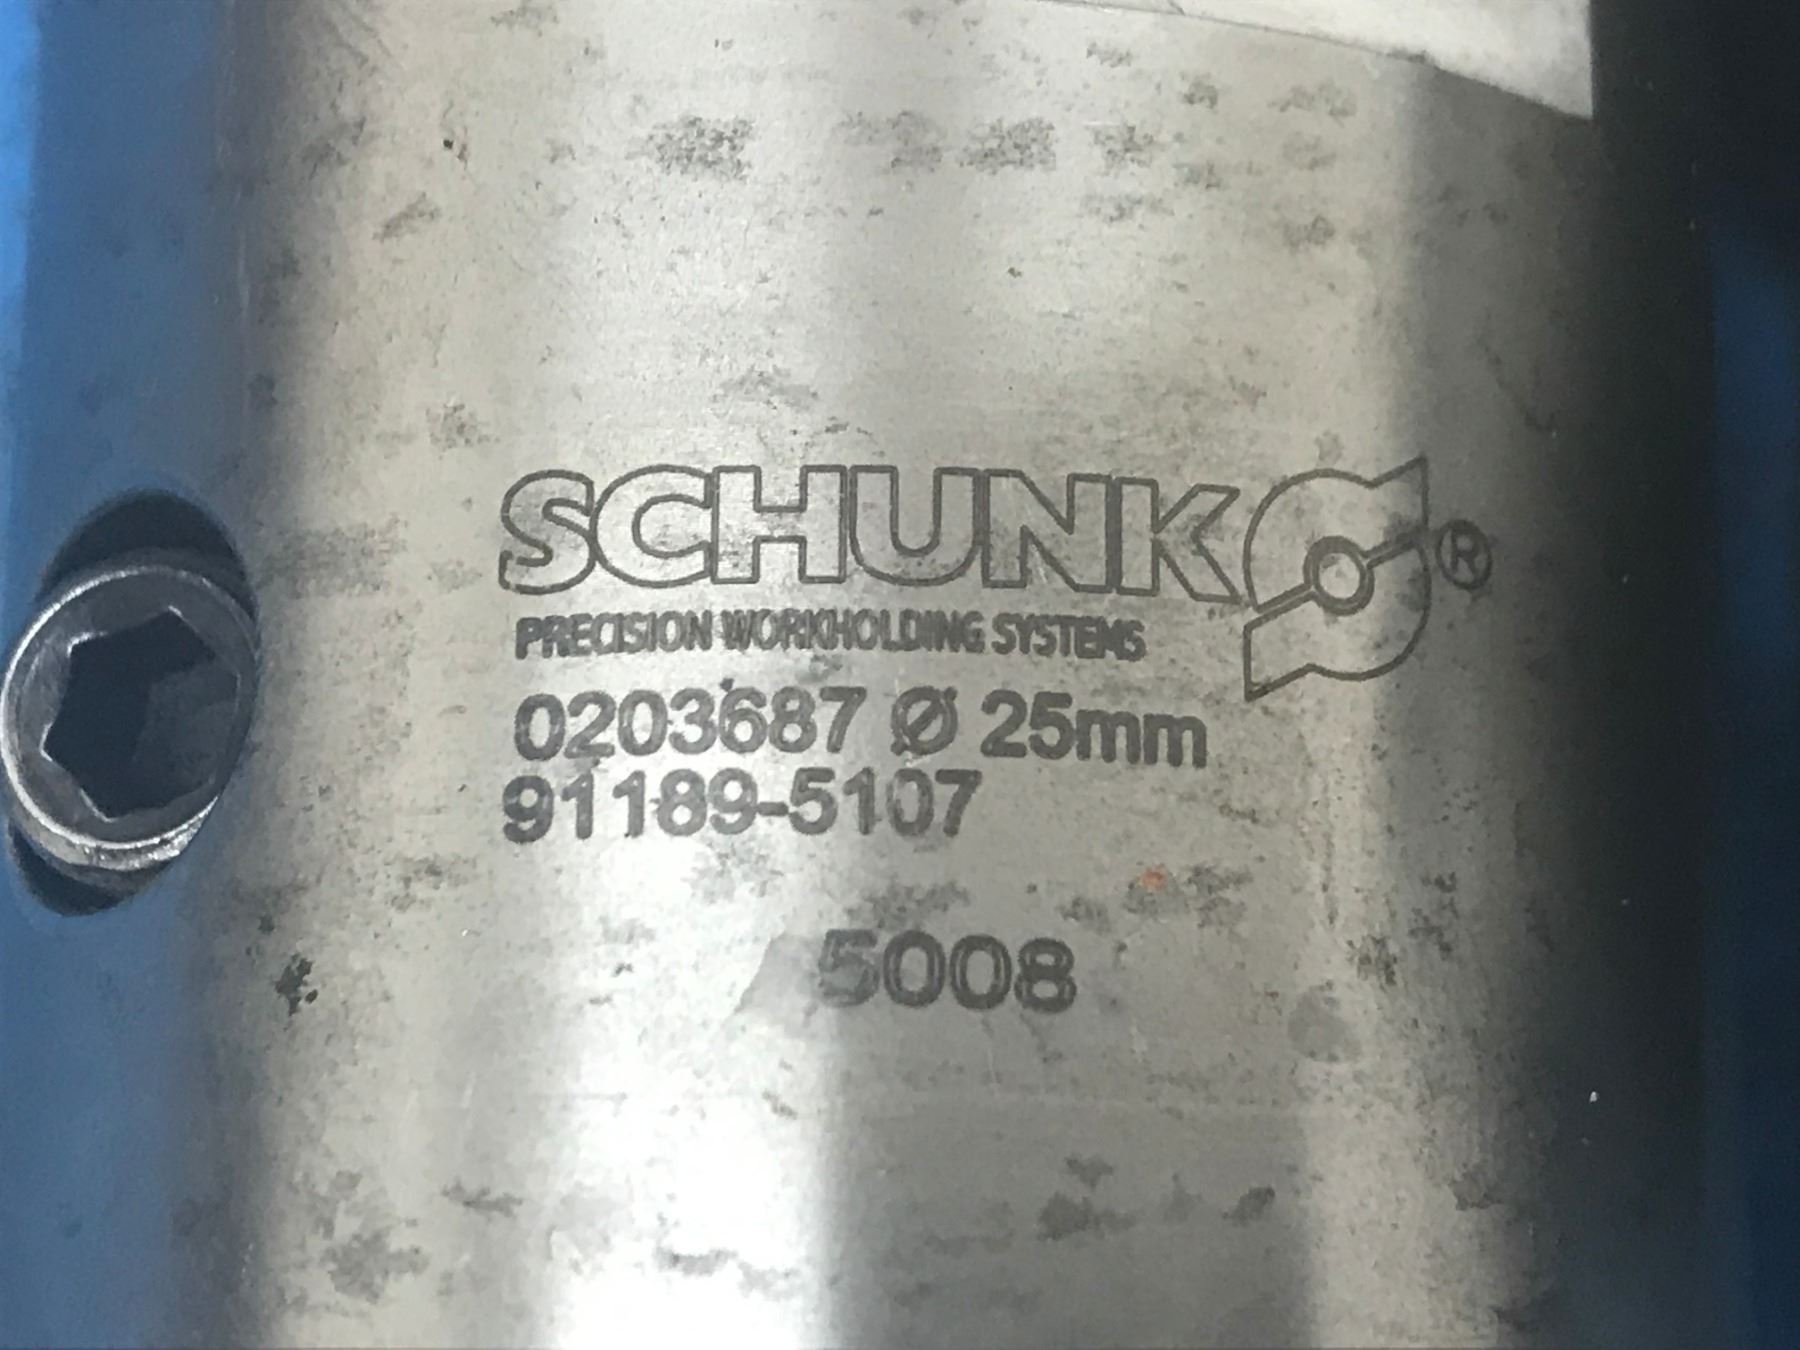 SCHUNK ®
PRECISION WORKHOLDING SYSTEMS
0203687 Ø 25mm
91189-5107
5008